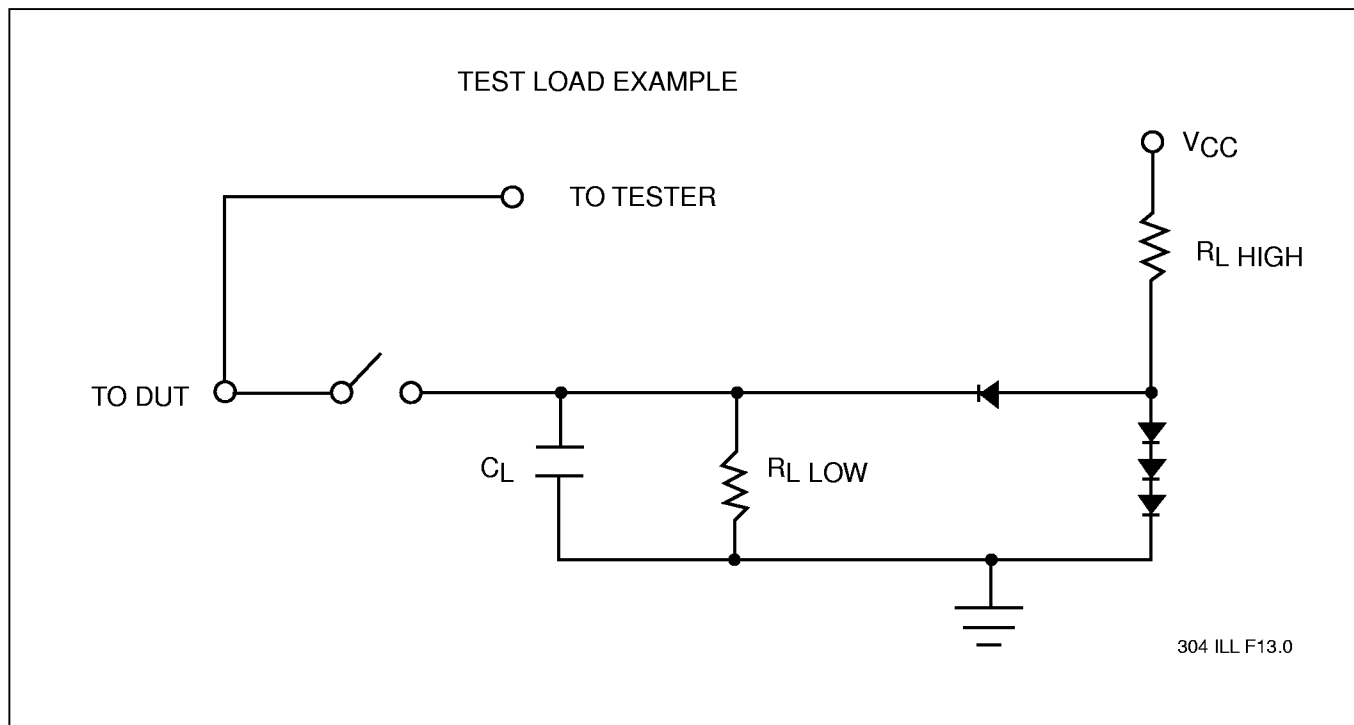 TEST LOAD EXAMPLE
VCC
TO TESTER
RL HIGH
TO DUT
CL
RL LOW
304 ILL F13.0